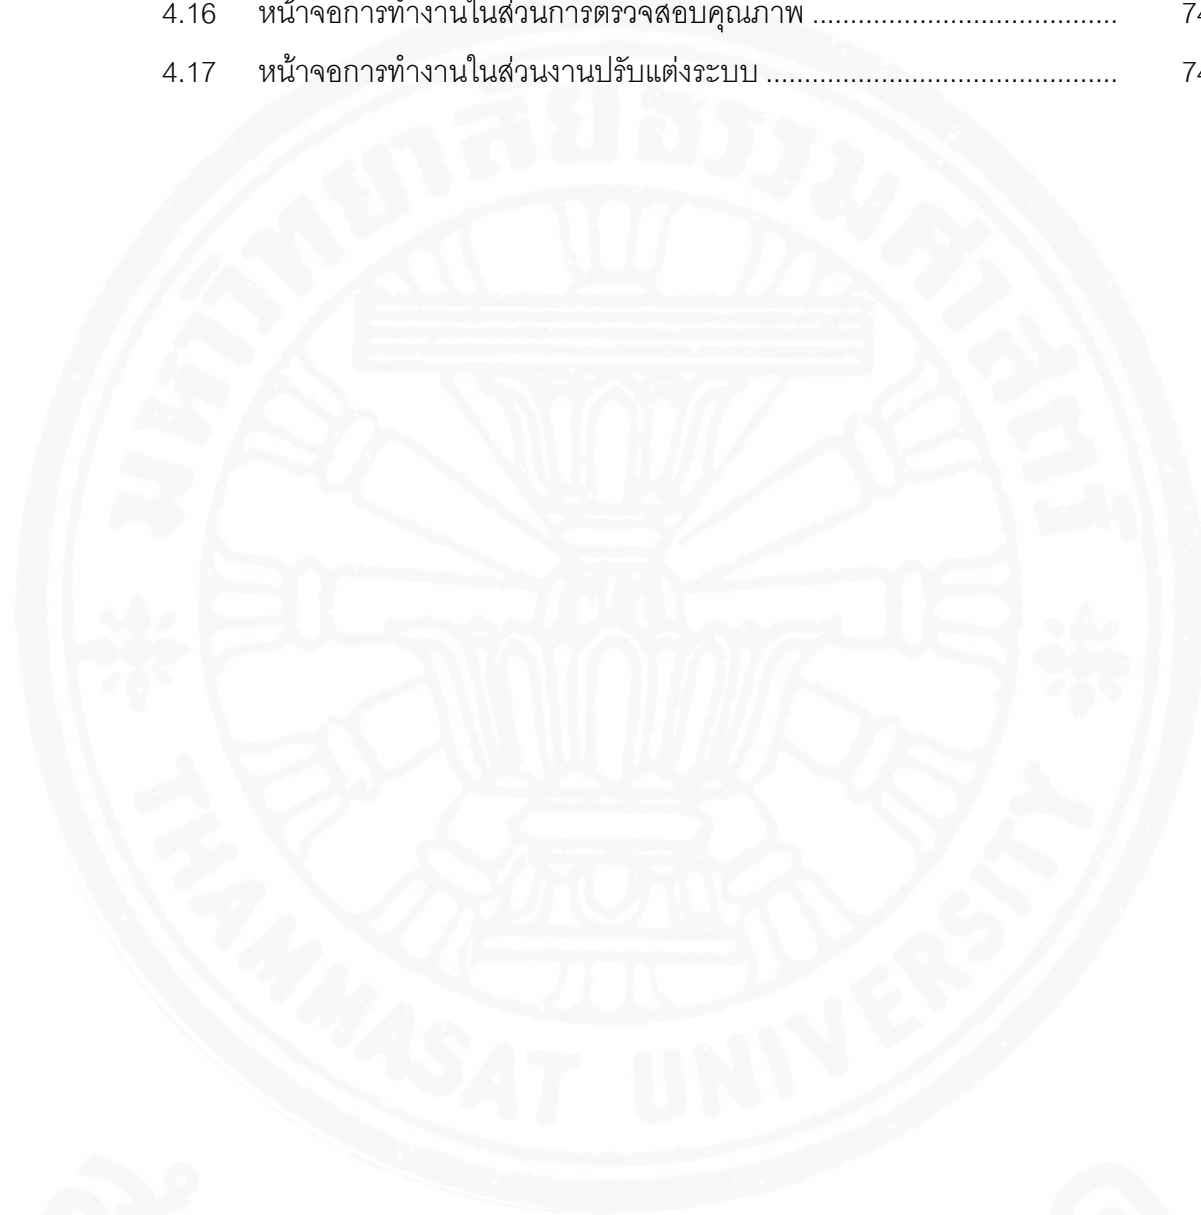 4.16 หน้าจอการทำงานในส่วนการตรวจสอบคุณภาพ ........................................ 74
4.17 หน้าจอการทำงานในส่วนงานปรับแต่งระบบ .............................................. 74
มหาวิทยาลัยธรรมศาสตร์
THAMMASAT UNIVERSITY